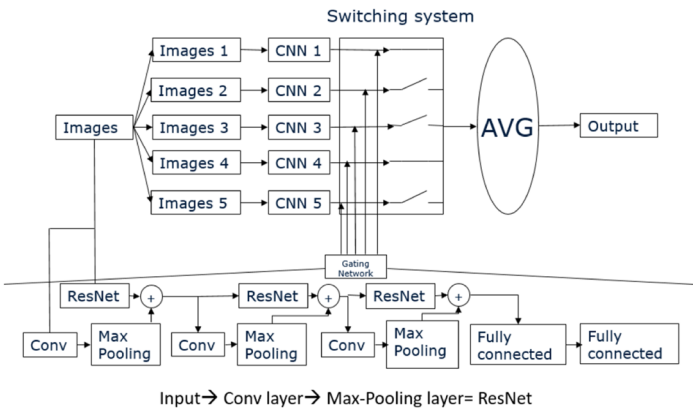 Switching system
Images 1
CNN 1
Images 2
CNN 2
Images
Images 3
CNN 3
AVG
Output
Images 4
CNN 4
Images 5
CNN 5
Gating
Network
ResNet
+
ResNet
+
ResNet
+
Conv
Max
Pooling
Conv
Max
Pooling
Conv
Max
Pooling
Fully
connected
Fully
connected
Input→ Conv layer→ Max-Pooling layer= ResNet